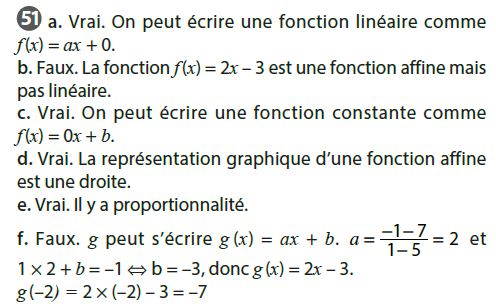 51 a. Vrai. On peut écrire une fonction linéaire comme
f(x) = ax + 0.
b. Faux. La fonction f(x) = 2x – 3 est une fonction affine mais
pas linéaire.
c. Vrai. On peut écrire une fonction constante comme
f(x) = 0x + b.
d. Vrai. La représentation graphique d'une fonction affine
est une droite.
e. Vrai. Il y a proportionnalité.
f. Faux. g peut s'écrire g (x) = ax + b. a = (–1 – 7)/(1 – 5) = 2 et
1 × 2 + b = –1 ⇔ b = –3, donc g (x) = 2x – 3.
g(–2) = 2 × (–2) – 3 = –7